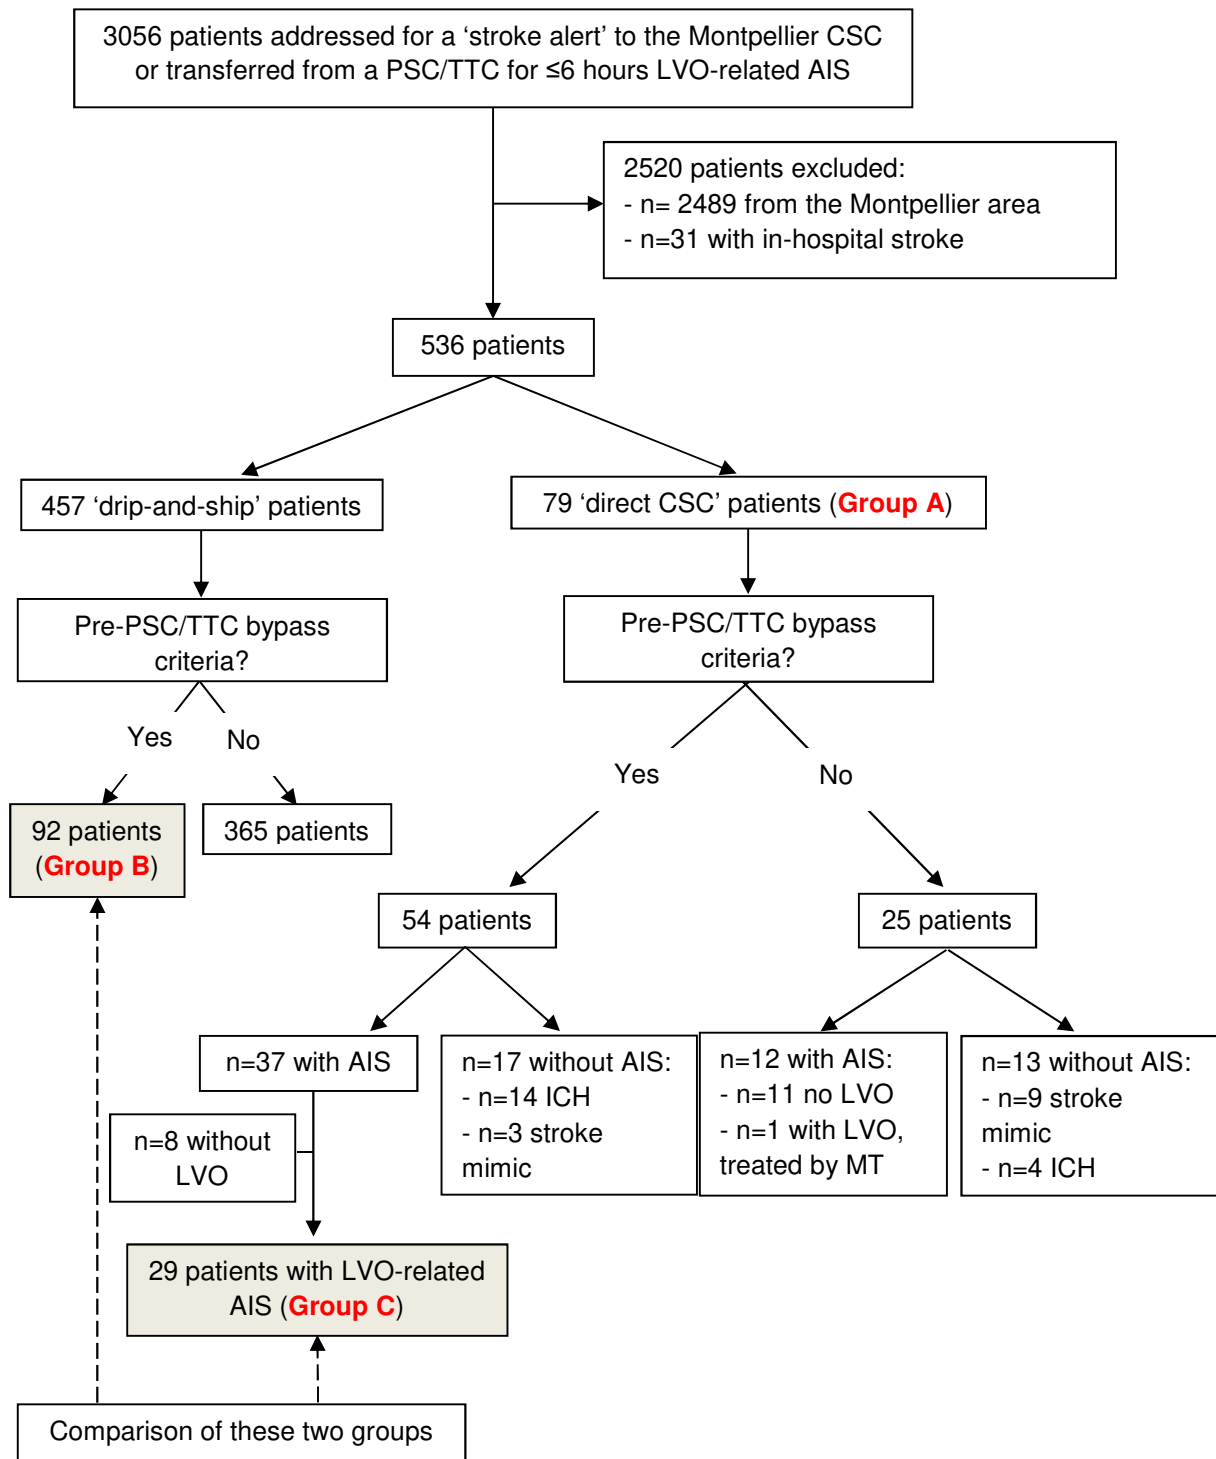 3056 patients addressed for a ‘stroke alert’ to the Montpellier CSC
or transferred from a PSC/TTC for ≤6 hours LVO-related AIS
2520 patients excluded:
- n= 2489 from the Montpellier area
- n=31 with in-hospital stroke
536 patients
457 ‘drip-and-ship’ patients
79 ‘direct CSC’ patients (Group A)
Pre-PSC/TTC bypass
criteria?
Pre-PSC/TTC bypass
criteria?
Yes
No
Yes
No
92 patients
(Group B)
365 patients
54 patients
25 patients
n=37 with AIS
n=17 without AIS:
- n=14 ICH
- n=3 stroke
mimic
n=12 with AIS:
- n=11 no LVO
- n=1 with LVO,
treated by MT
n=13 without AIS:
- n=9 stroke
mimic
- n=4 ICH
n=8 without
LVO
29 patients with LVO-related
AIS (Group C)
Comparison of these two groups